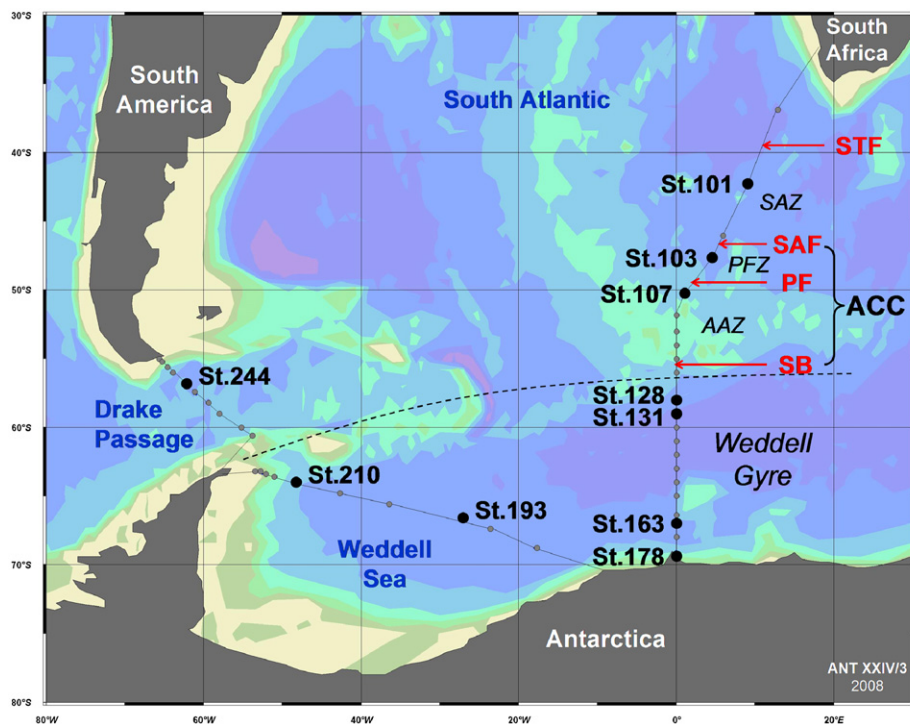 30°S
South
Africa
South
America
South Atlantic
STF
40°S
St.101
SAZ
SAF
St.103
PFZ
PF
50°S
St.107
ACC
AAZ
SB
St.244
St.128
Drake
Passage
St.131
60°S
Weddell
Gyre
St.210
St.193
St.163
Weddell
Sea
St.178
70°S
Antarctica
ANT XXIV/3
2008
80°S
80°W
60°W
40°W
20°W
0°
20°E